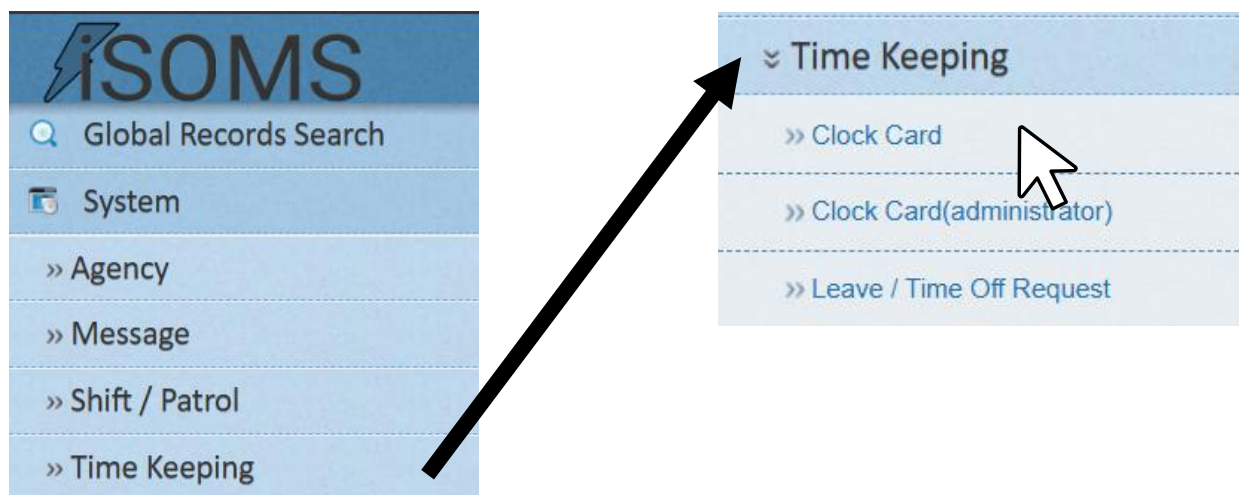 iSOMS
Global Records Search
System
» Agency
» Message
» Shift / Patrol
» Time Keeping
Time Keeping
» Clock Card
» Clock Card(administrator)
» Leave / Time Off Request